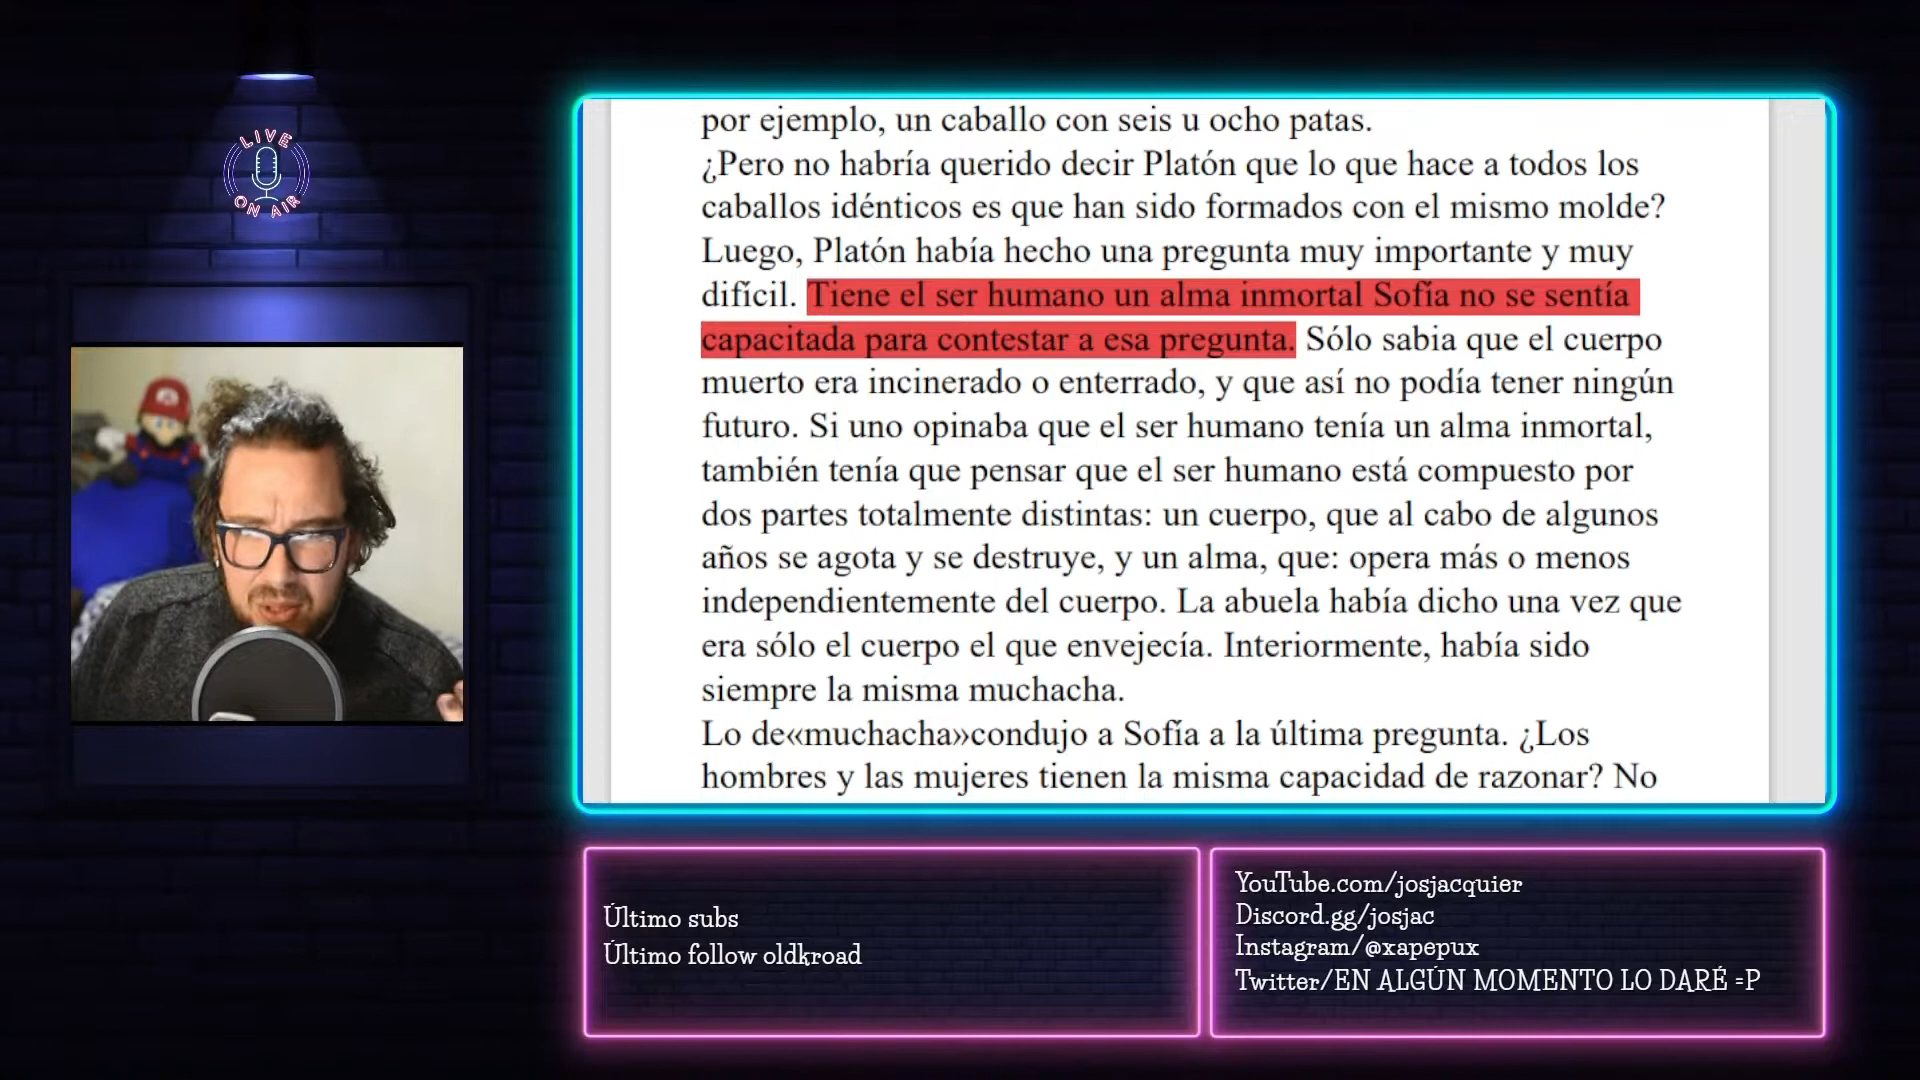 LIVE
ON AIR
por ejemplo, un caballo con seis u ocho patas.
¿Pero no habría querido decir Platón que lo que hace a todos los
caballos idénticos es que han sido formados con el mismo molde?
Luego, Platón había hecho una pregunta muy importante y muy
difícil. Tiene el ser humano un alma inmortal Sofía no se sentía
capacitada para contestar a esa pregunta. Sólo sabia que el cuerpo
muerto era incinerado o enterrado, y que así no podía tener ningún
futuro. Si uno opinaba que el ser humano tenía un alma inmortal,
también tenía que pensar que el ser humano está compuesto por
dos partes totalmente distintas: un cuerpo, que al cabo de algunos
años se agota y se destruye, y un alma, que: opera más o menos
independientemente del cuerpo. La abuela había dicho una vez que
era sólo el cuerpo el que envejecía. Interiormente, había sido
siempre la misma muchacha.
Lo de«muchacha»condujo a Sofía a la última pregunta. ¿Los
hombres y las mujeres tienen la misma capacidad de razonar? No
Último subs
Último follow oldkroad
YouTube.com/josjacquier
Discord.gg/josjac
Instagram/@xapepux
Twitter/EN ALGÚN MOMENTO LO DARÉ =P